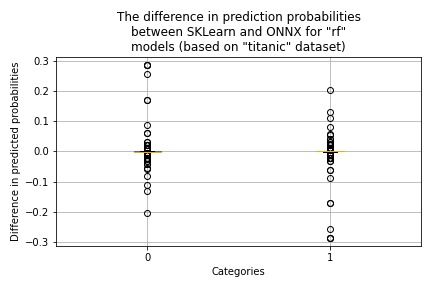 The difference in prediction probabilities
between SKLearn and ONNX for "rf"
models (based on "titanic" dataset)
Difference in predicted probabilities
0.3
0.2
0.1
0.0
−0.1
−0.2
−0.3
0
1
Categories